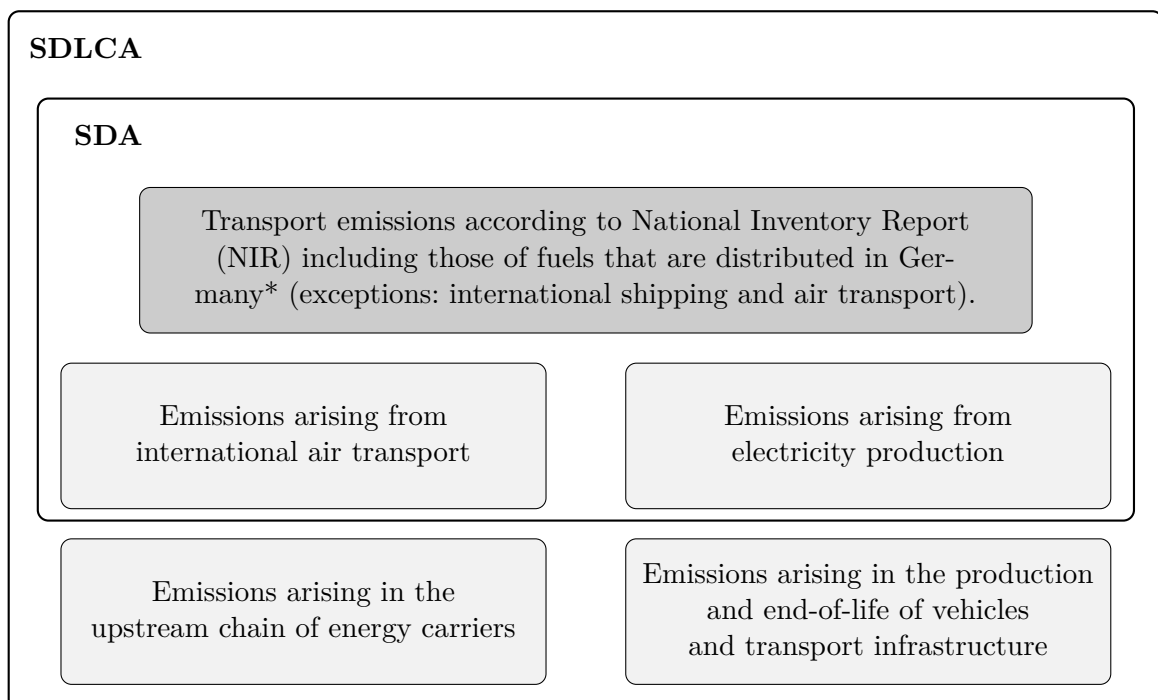 SDLCA
SDA
Transport emissions according to National Inventory Report
(NIR) including those of fuels that are distributed in Ger-
many* (exceptions: international shipping and air transport).
Emissions arising from
international air transport
Emissions arising from
electricity production
Emissions arising in the
upstream chain of energy carriers
Emissions arising in the production
and end-of-life of vehicles
and transport infrastructure